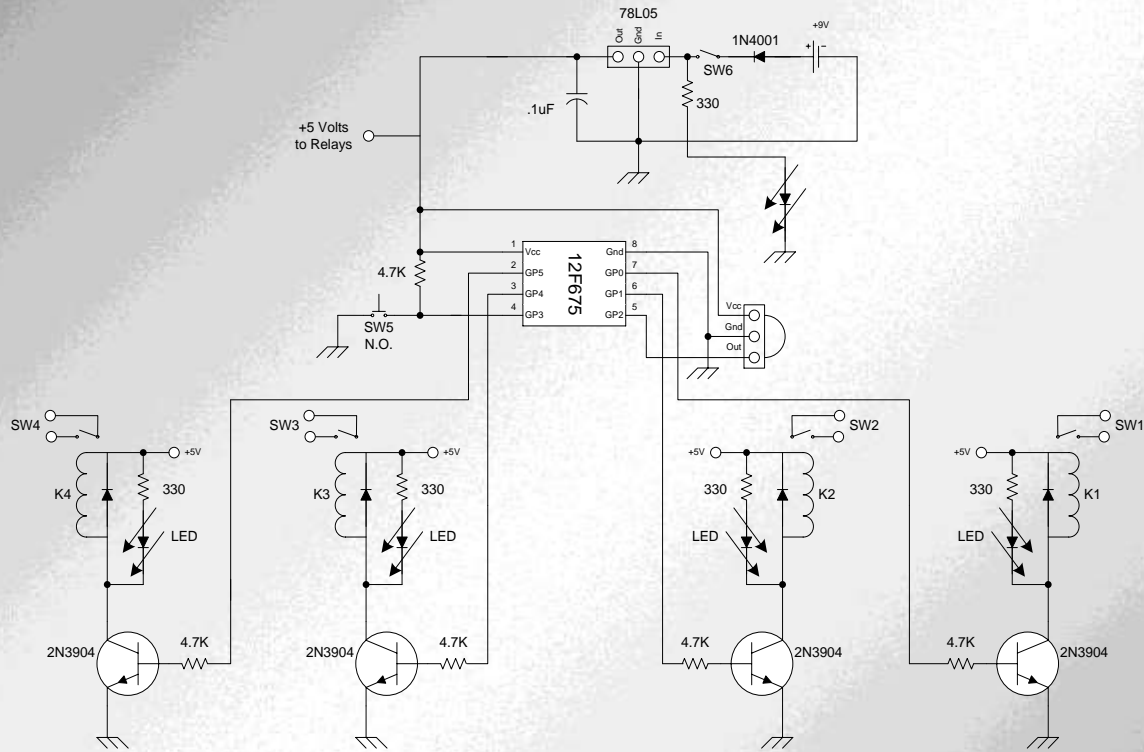 78L05
+9V
Out
Gnd
In
1N4001
+
-
SW6
.1uF
330
+5 Volts
to Relays
12F675
1
Vcc
8
Gnd
4.7K
2
GP5
7
GP0
3
GP4
6
GP1
4
GP3
5
GP2
SW5
N.O.
Vcc
Gnd
Out
SW4
SW3
SW2
SW1
+5V
+5V
+5V
+5V
K4
330
K3
330
330
K2
330
K1
LED
LED
LED
LED
2N3904
4.7K
2N3904
4.7K
4.7K
2N3904
4.7K
2N3904